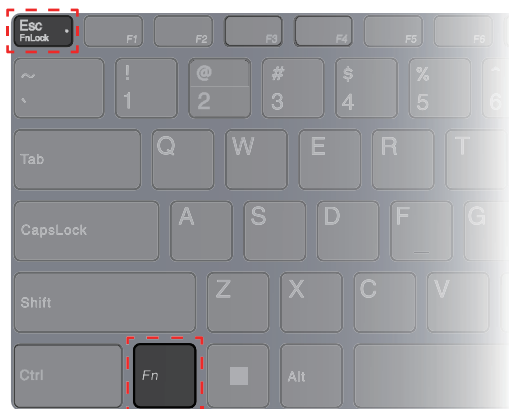 Esc
FnLock
F1 F2 F3 F4 F5 F6
~ ! @ # $ % ^
` 1 2 3 4 5 6
Tab Q W E R T
CapsLock A S D F G
Shift Z X C V
Ctrl Fn Alt